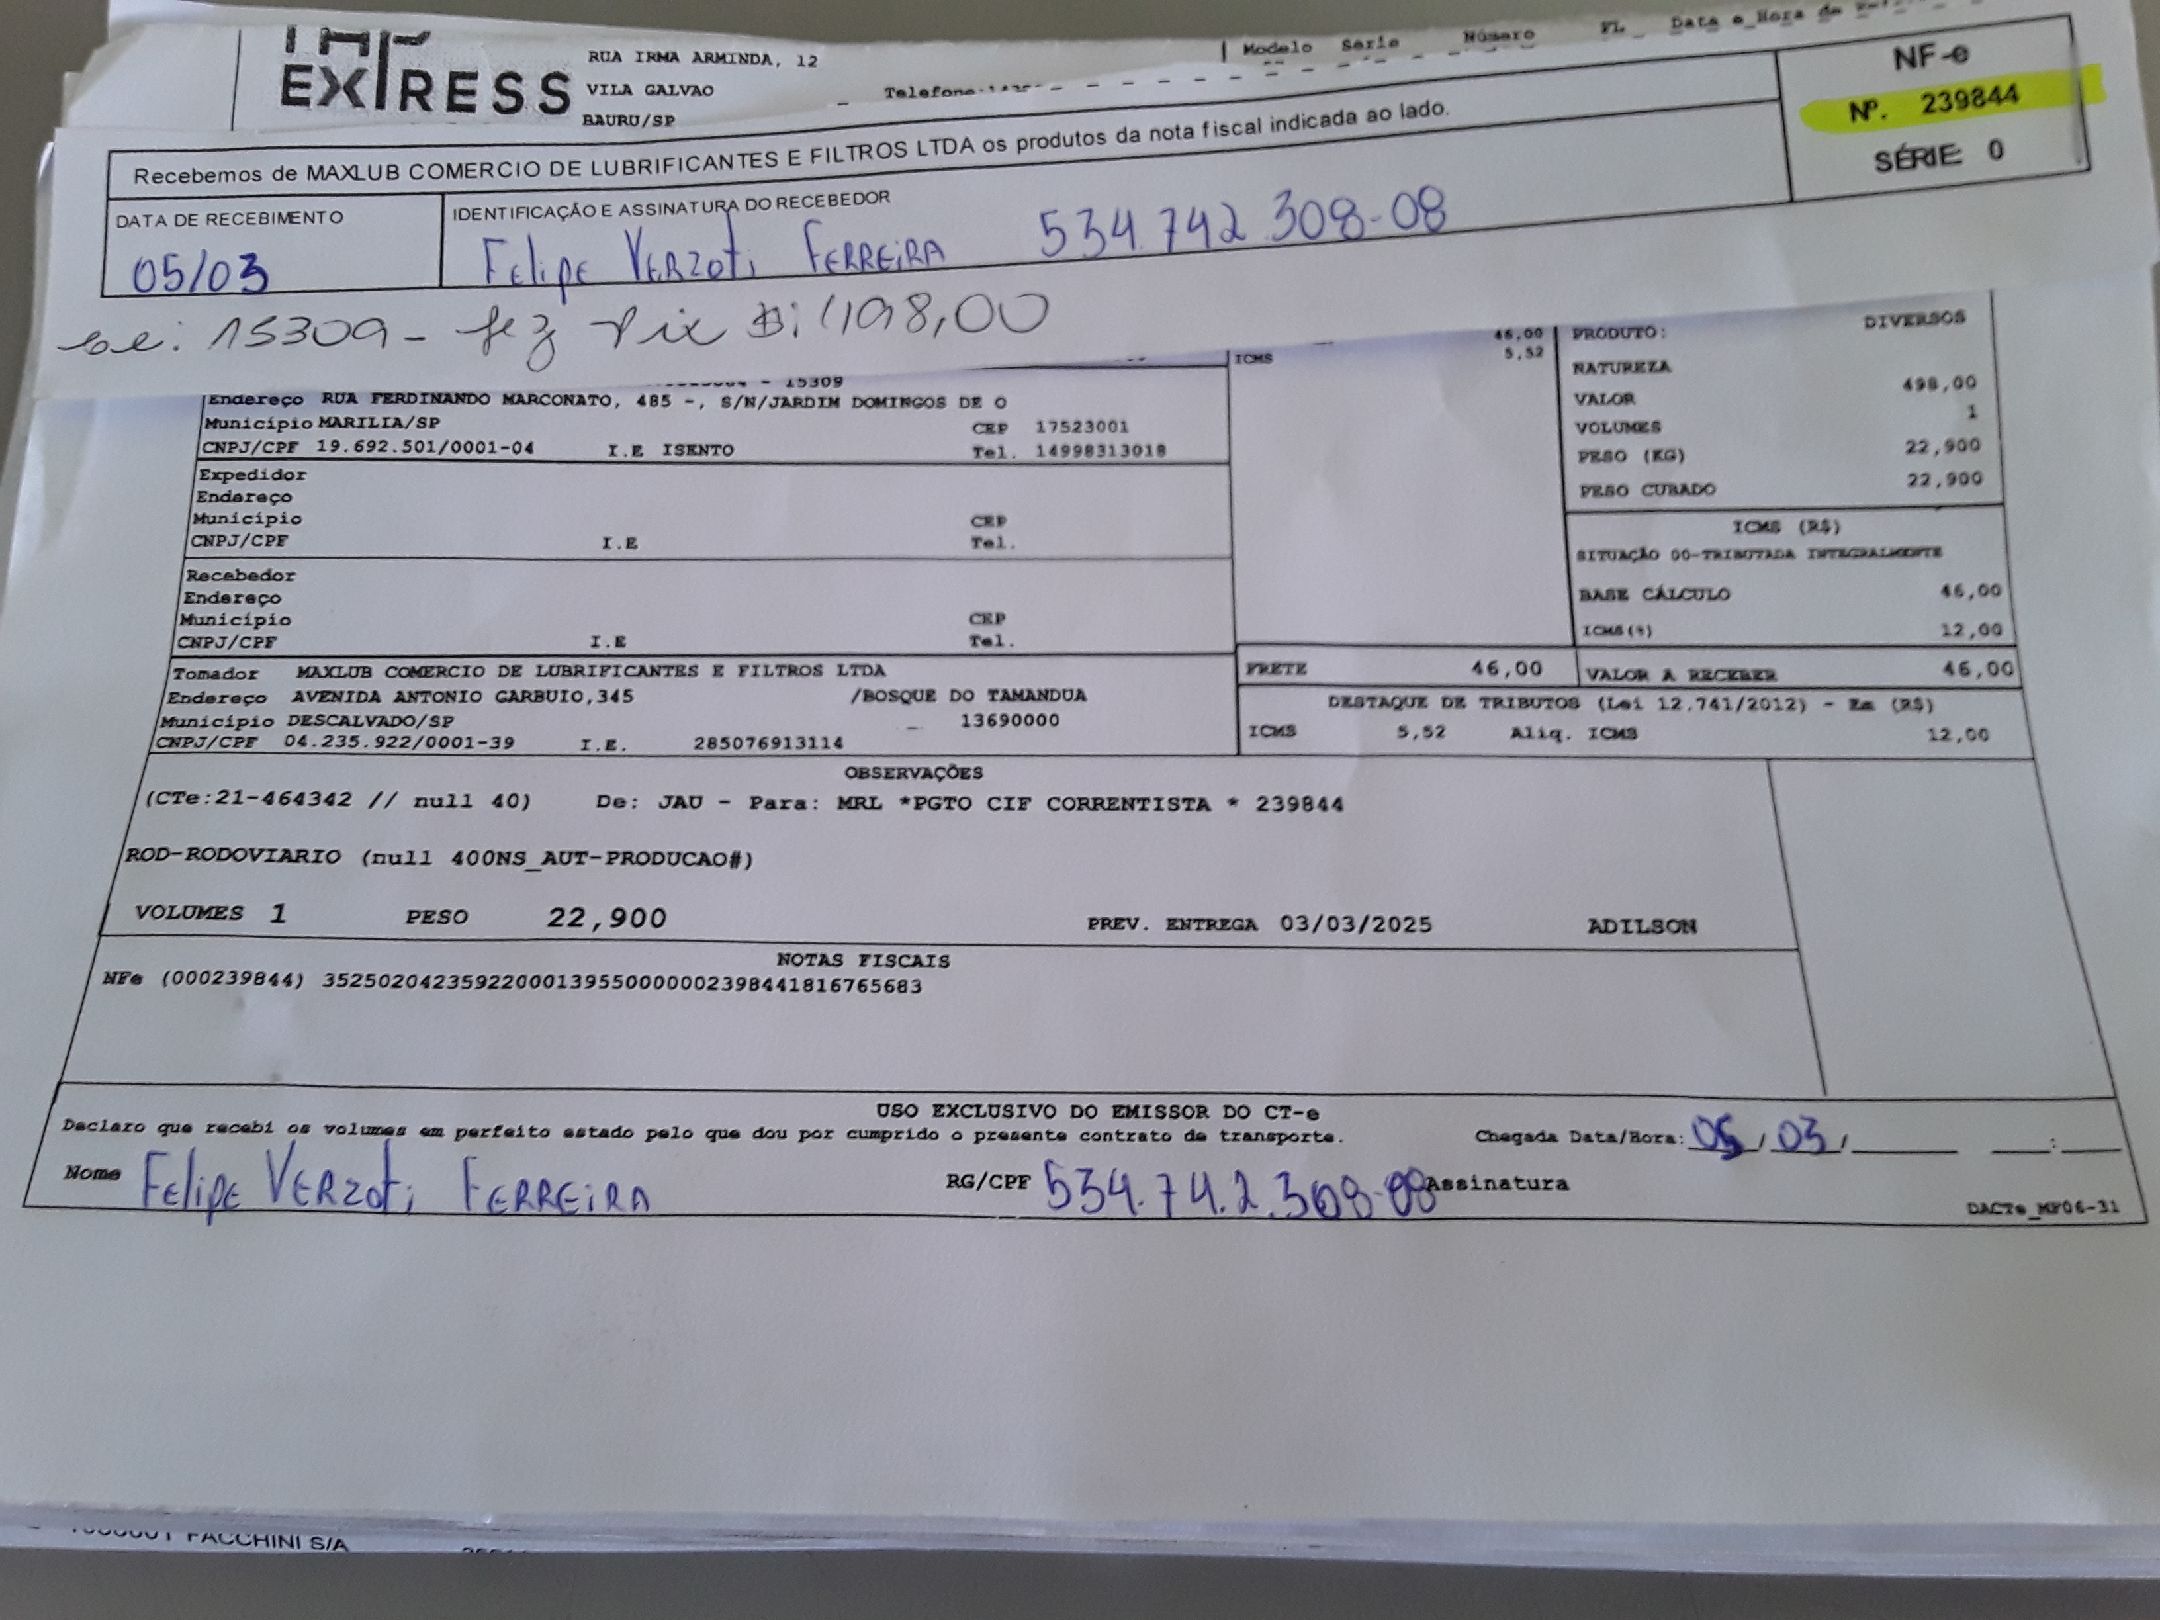 EXPRESS
RUA IRMA ARMINDA, 12
VILA GALVAO
BAURU/SP
Telefone:
Modelo Serie Número FL Data e Hora de
Recebemos de MAXLUB COMERCIO DE LUBRIFICANTES E FILTROS LTDA os produtos da nota fiscal indicada ao lado.
NF-e
Nº. 239844
SÉRIE 0
DATA DE RECEBIMENTO
05/03
IDENTIFICAÇÃO E ASSINATURA DO RECEBEDOR
Felipe Verzoti Ferreira 534.742.308-08
15309 - fez Pix $: 498,00
46,00
ICMS 5,52
PRODUTO: DIVERSOS
NATUREZA
VALOR 498,00
VOLUMES 1
PESO (KG) 22,900
PESO CUBADO 22,900
- 15309
Endereço RUA FERDINANDO MARCONATO, 485 -, S/N/JARDIM DOMINGOS DE O
Município MARILIA/SP CEP 17523001
CNPJ/CPF 19.692.501/0001-04 I.E ISENTO Tel. 14998313018
Expedidor
Endereço
Município CEP
CNPJ/CPF I.E Tel.
Recebedor
Endereço
Município CEP
CNPJ/CPF I.E Tel.
ICMS (R$)
SITUAÇÃO 00-TRIBUTADA INTEGRALMENTE
BASE CÁLCULO 46,00
ICMS(%) 12,00
FRETE 46,00 VALOR A RECEBER 46,00
Tomador MAXLUB COMERCIO DE LUBRIFICANTES E FILTROS LTDA
Endereço AVENIDA ANTONIO GARBUIO,345 /BOSQUE DO TAMANDUA
Município DESCALVADO/SP 13690000
CNPJ/CPF 04.235.922/0001-39 I.E. 285076913114
DESTAQUE DE TRIBUTOS (Lei 12.741/2012) - Em (R$)
ICMS 5,52 Aliq. ICMS 12,00
OBSERVAÇÕES
(CTe:21-464342 // null 40) De: JAU - Para: MRL *PGTO CIF CORRENTISTA * 239844
ROD-RODOVIARIO (null 400NS_AUT-PRODUCAO#)
VOLUMES 1 PESO 22,900 PREV. ENTREGA 03/03/2025 ADILSON
NOTAS FISCAIS
NFe (000239844) 35250204235922000139550000002398441816765683
USO EXCLUSIVO DO EMISSOR DO CT-e
Declaro que recebi os volumes em perfeito estado pelo que dou por cumprido o presente contrato de transporte. Chegada Data/Hora: 05/03/ :
Nome Felipe Verzoti Ferreira RG/CPF 534.742.308-08 Assinatura
DACTe_MF06-31
FACCHINI S/A